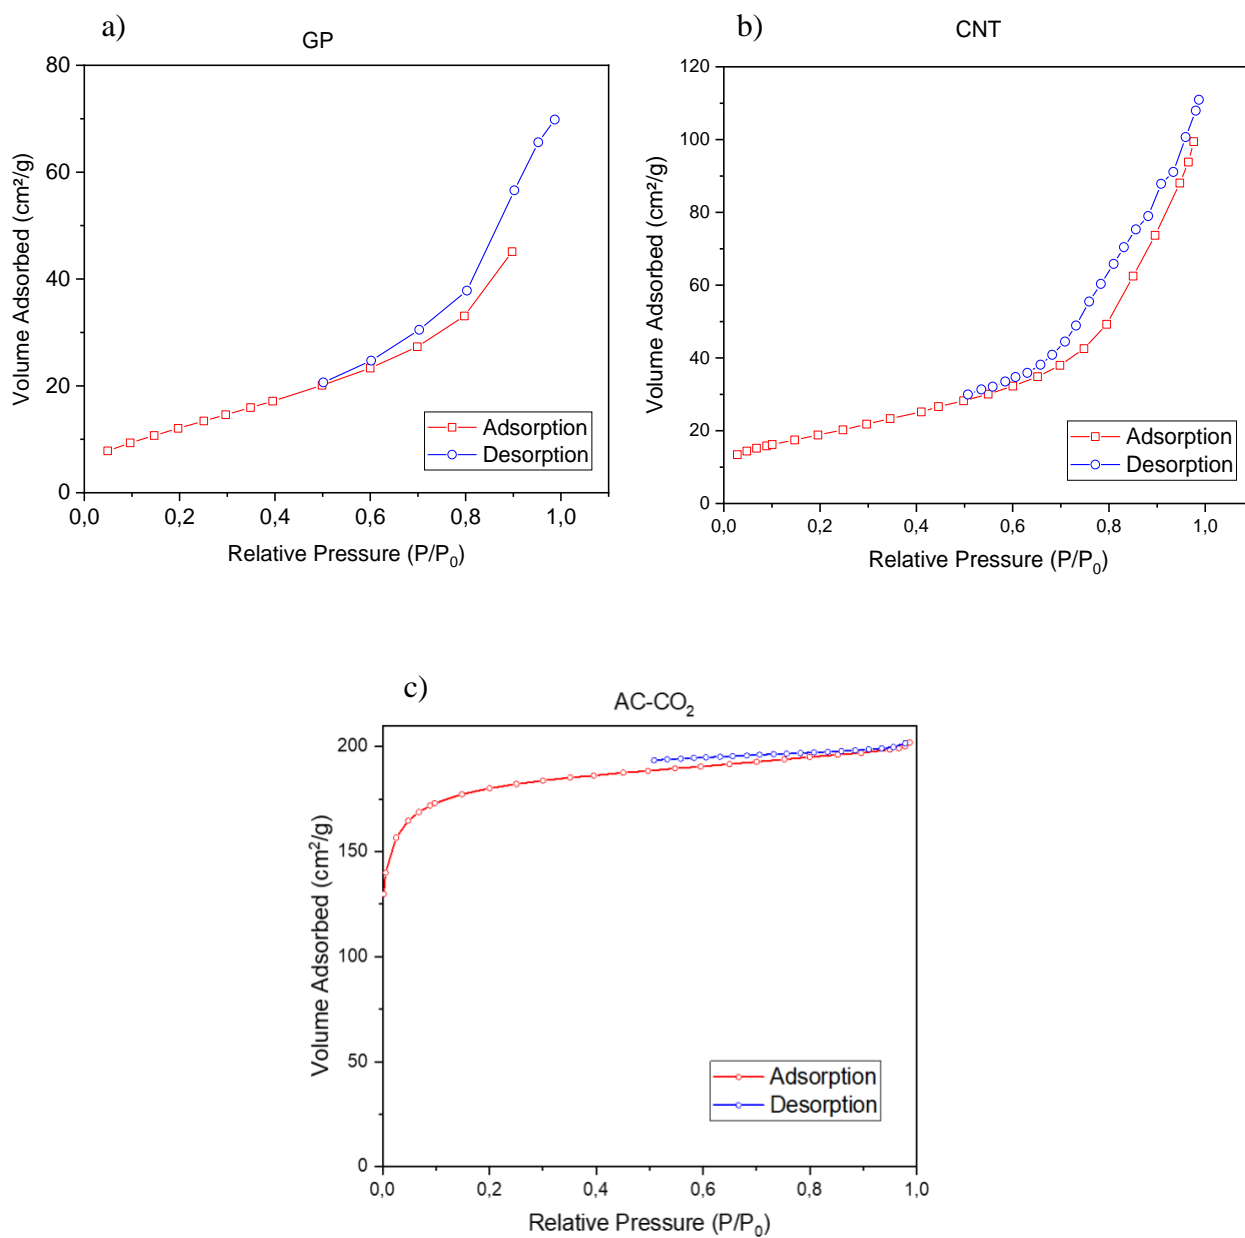 a)
GP
Volume Adsorbed (cm²/g)
80
60
40
20
0
0,0 0,2 0,4 0,6 0,8 1,0
Relative Pressure (P/P₀)
Adsorption
Desorption
b)
CNT
Volume Adsorbed (cm²/g)
120
100
80
60
40
20
0
0,0 0,2 0,4 0,6 0,8 1,0
Relative Pressure (P/P₀)
Adsorption
Desorption
c)
AC-CO₂
Volume Adsorbed (cm²/g)
200
150
100
50
0
0,0 0,2 0,4 0,6 0,8 1,0
Relative Pressure (P/P₀)
Adsorption
Desorption